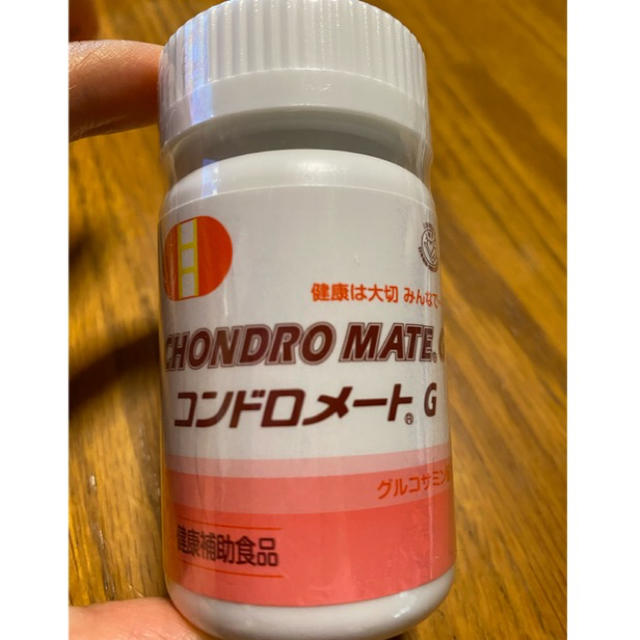 健康は大切 みんなで
CHONDRO MATE®
コンドロメート® G
グルコサミン
健康補助食品